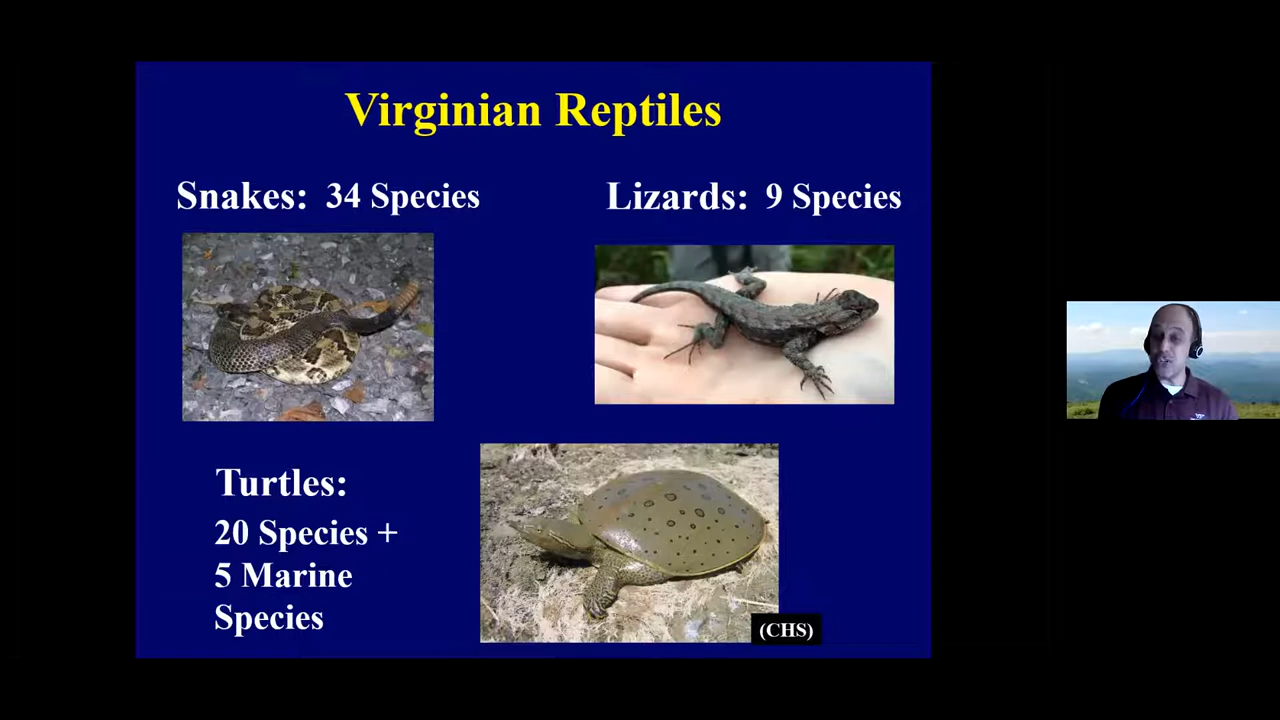 Virginian Reptiles
Snakes: 34 Species
Lizards: 9 Species
Turtles:
20 Species +
5 Marine
Species
(CHS)